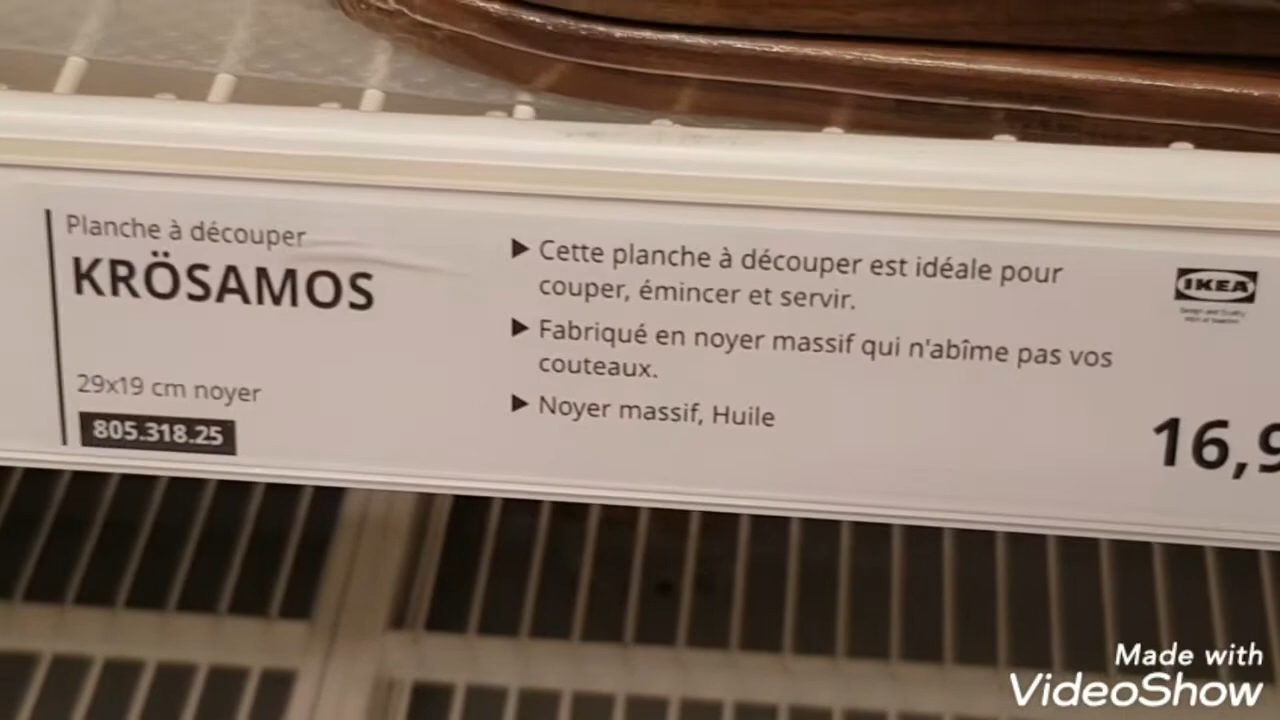 Planche à découper
KRÖSAMOS
29x19 cm noyer
805.318.25
▶ Cette planche à découper est idéale pour
couper, émincer et servir.
▶ Fabriqué en noyer massif qui n'abîme pas vos
couteaux.
▶ Noyer massif, Huile
IKEA
16,9
Made with
VideoShow